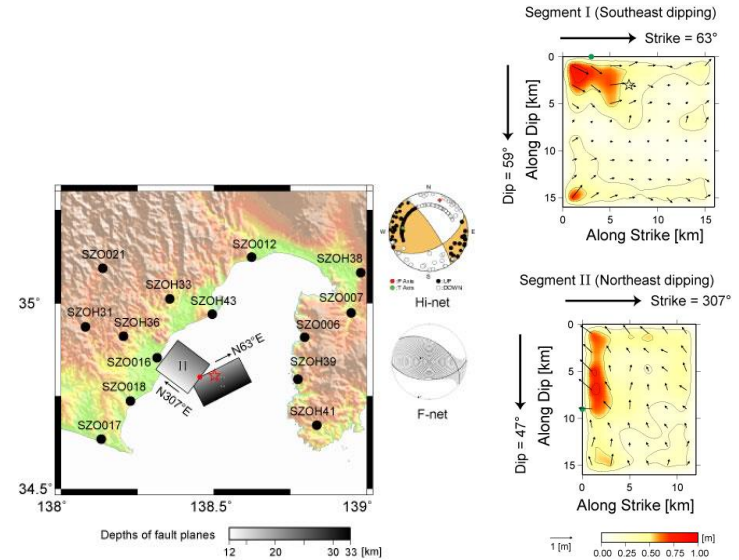 Segment I (Southeast dipping)
Strike = 63°
0
5
10
15
Along Dip [km]
Dip = 59°
0 5 10 15
Along Strike [km]
SZO021
SZO012
SZOH38
SZOH33
SZOH43
SZO007
SZOH31
SZOH36
SZO006
SZO016
SZOH39
SZO018
SZOH41
SZO017
II
N63°E
N307°E
35°
34.5°
138°
138.5°
139°
Depths of fault planes
12 20 30 33 [km]
N
W E
S
:P Axis :UP
:T Axis :DOWN
Hi-net
F-net
Segment II (Northeast dipping)
Strike = 307°
0
5
10
15
Along Dip [km]
Dip = 47°
0 5 10
Along Strike [km]
1 [m]
[m]
0.00 0.25 0.50 0.75 1.00